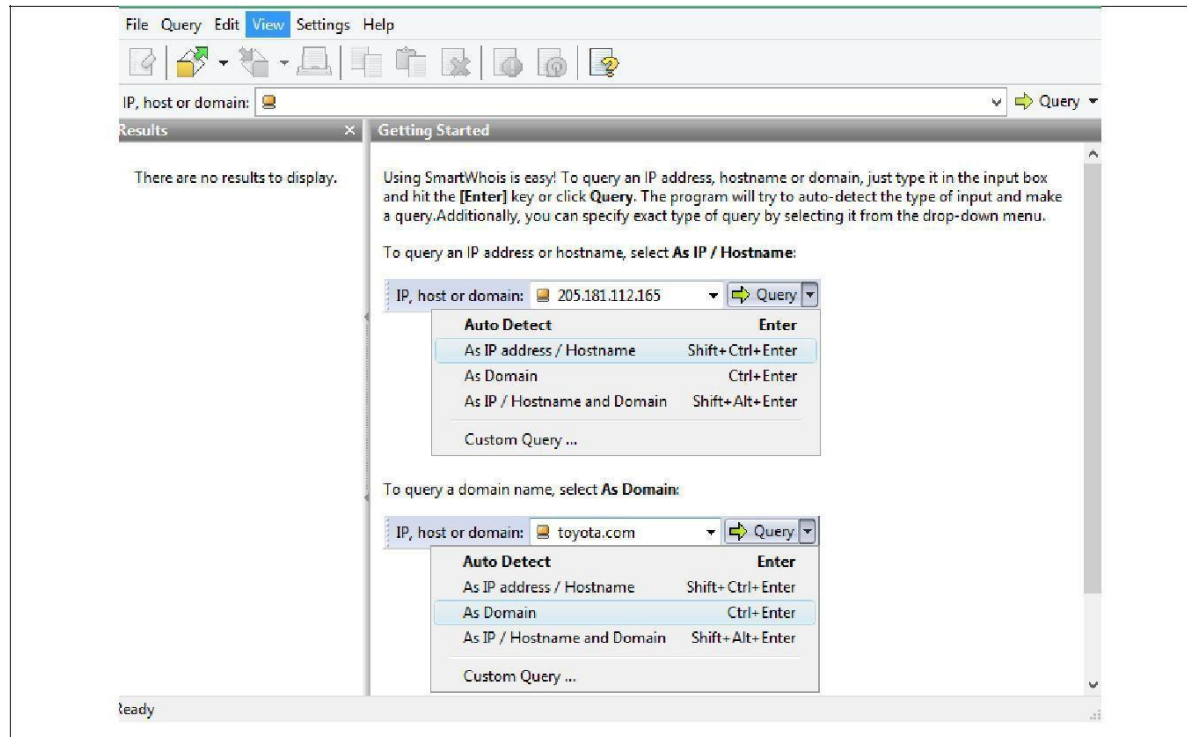 File Query Edit View Settings Help
IP, host or domain: Query
Results
Getting Started
There are no results to display.
Using SmartWhois is easy! To query an IP address, hostname or domain, just type it in the input box
and hit the [Enter] key or click Query. The program will try to auto-detect the type of input and make
a query.Additionally, you can specify exact type of query by selecting it from the drop-down menu.
To query an IP address or hostname, select As IP / Hostname:
IP, host or domain: 205.181.112.165 Query
Auto Detect Enter
As IP address / Hostname Shift+Ctrl+Enter
As Domain Ctrl+Enter
As IP / Hostname and Domain Shift+Alt+Enter
Custom Query ...
To query a domain name, select As Domain:
IP, host or domain: toyota.com Query
Auto Detect Enter
As IP address / Hostname Shift+Ctrl+Enter
As Domain Ctrl+Enter
As IP / Hostname and Domain Shift+Alt+Enter
Custom Query ...
Ready